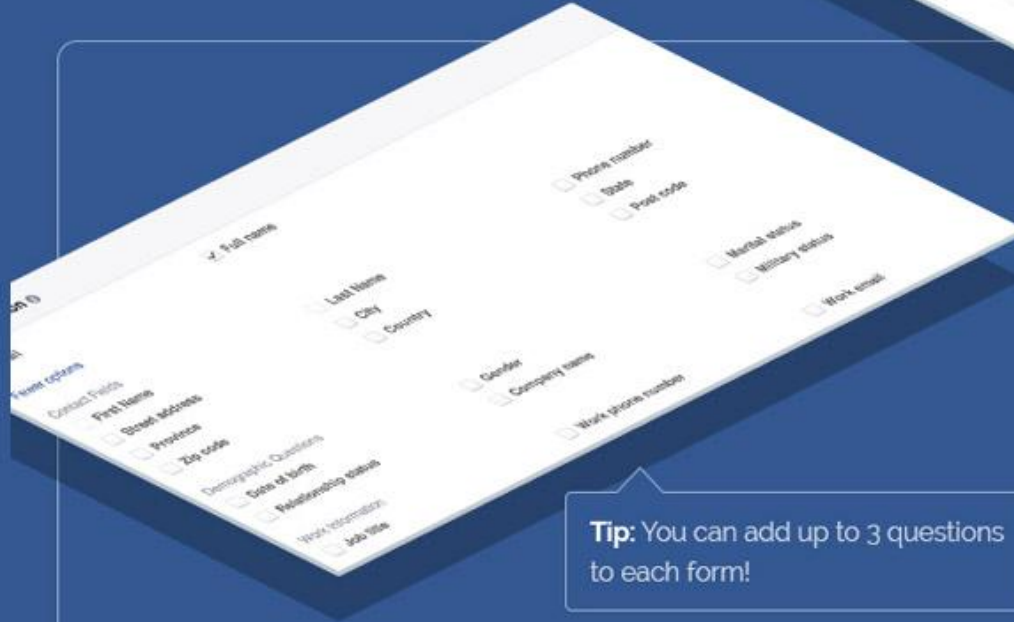 Full name
Fewer options
Contact Fields
First Name
Last Name
Phone number
Street address
City
State
Province
Country
Post code
Zip code
Demographic Questions
Date of birth
Gender
Marital status
Relationship status
Company name
Military status
Work Information
Job title
Work phone number
Work email
Tip: You can add up to 3 questions
to each form!